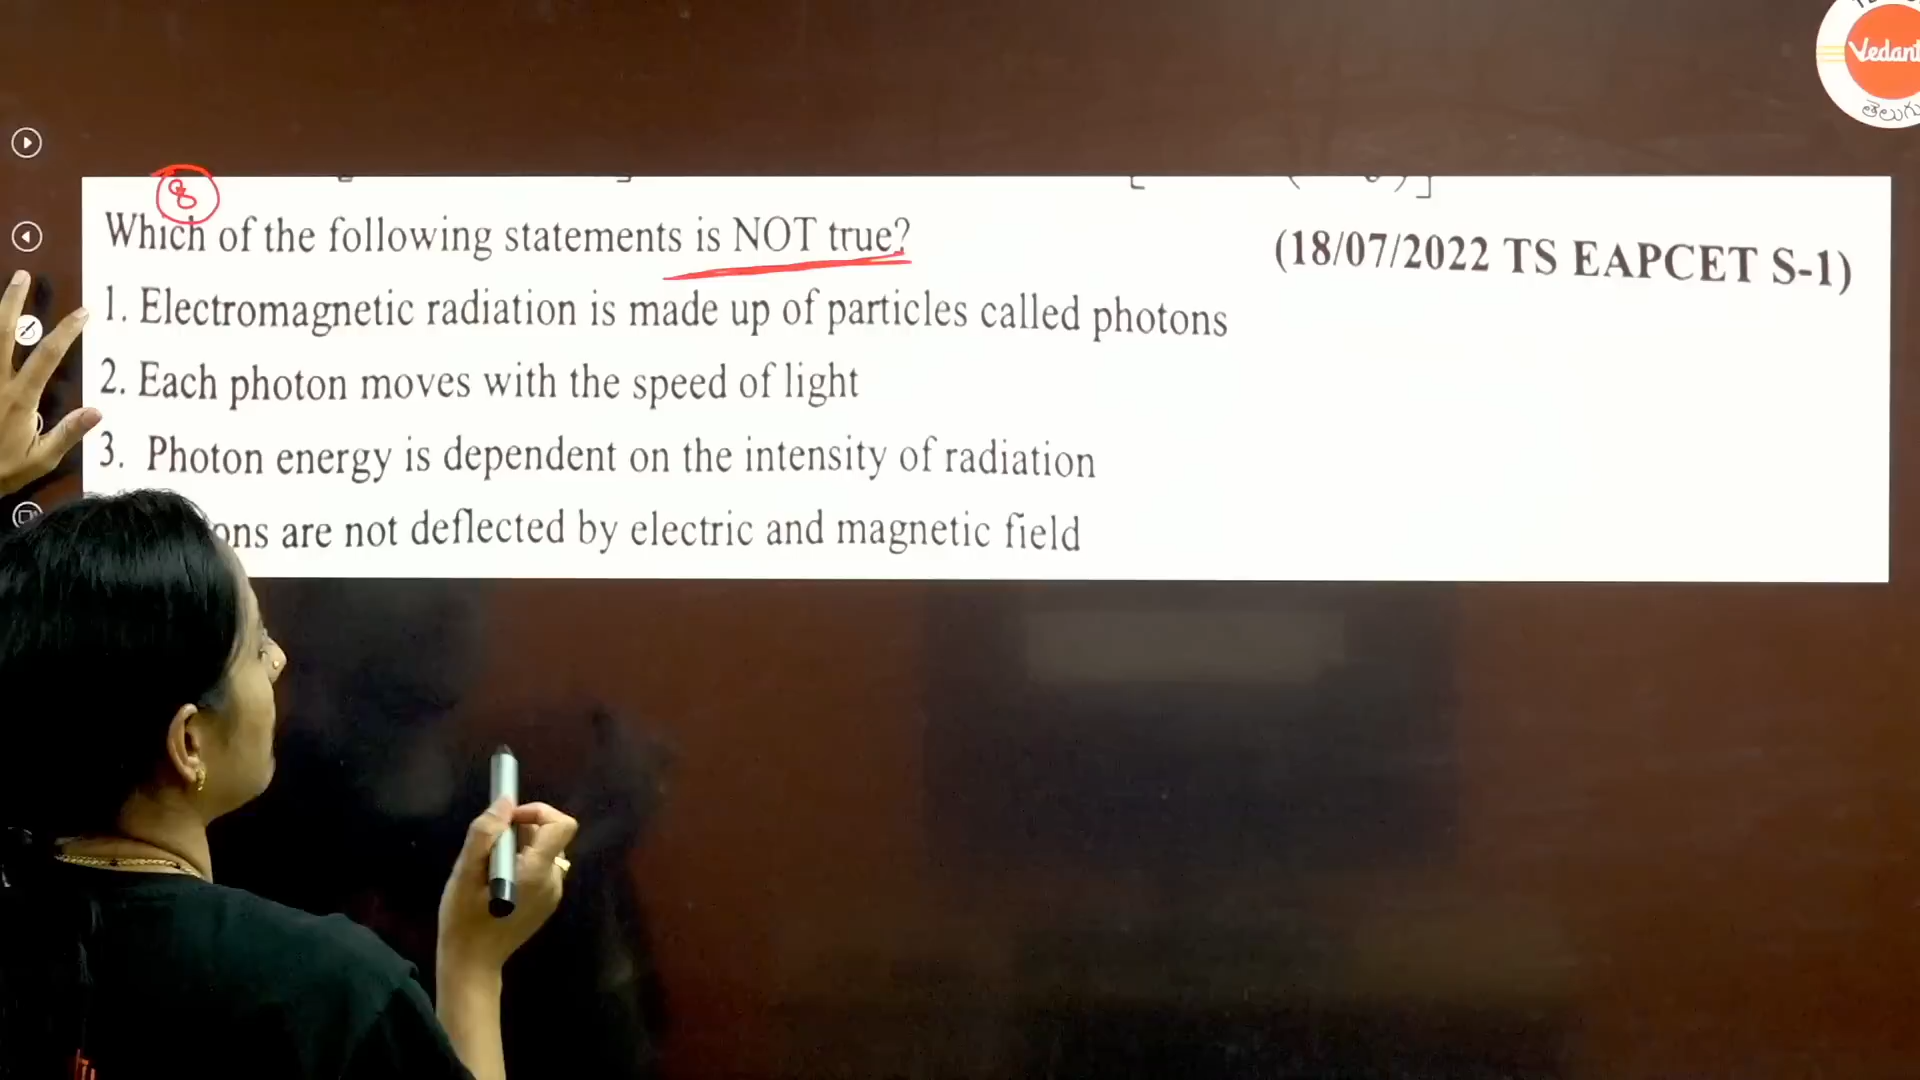 Vedant
తెలుగు
8
Which of the following statements is NOT true?
(18/07/2022 TS EAPCET S-1)
1. Electromagnetic radiation is made up of particles called photons
2. Each photon moves with the speed of light
3. Photon energy is dependent on the intensity of radiation
ons are not deflected by electric and magnetic field